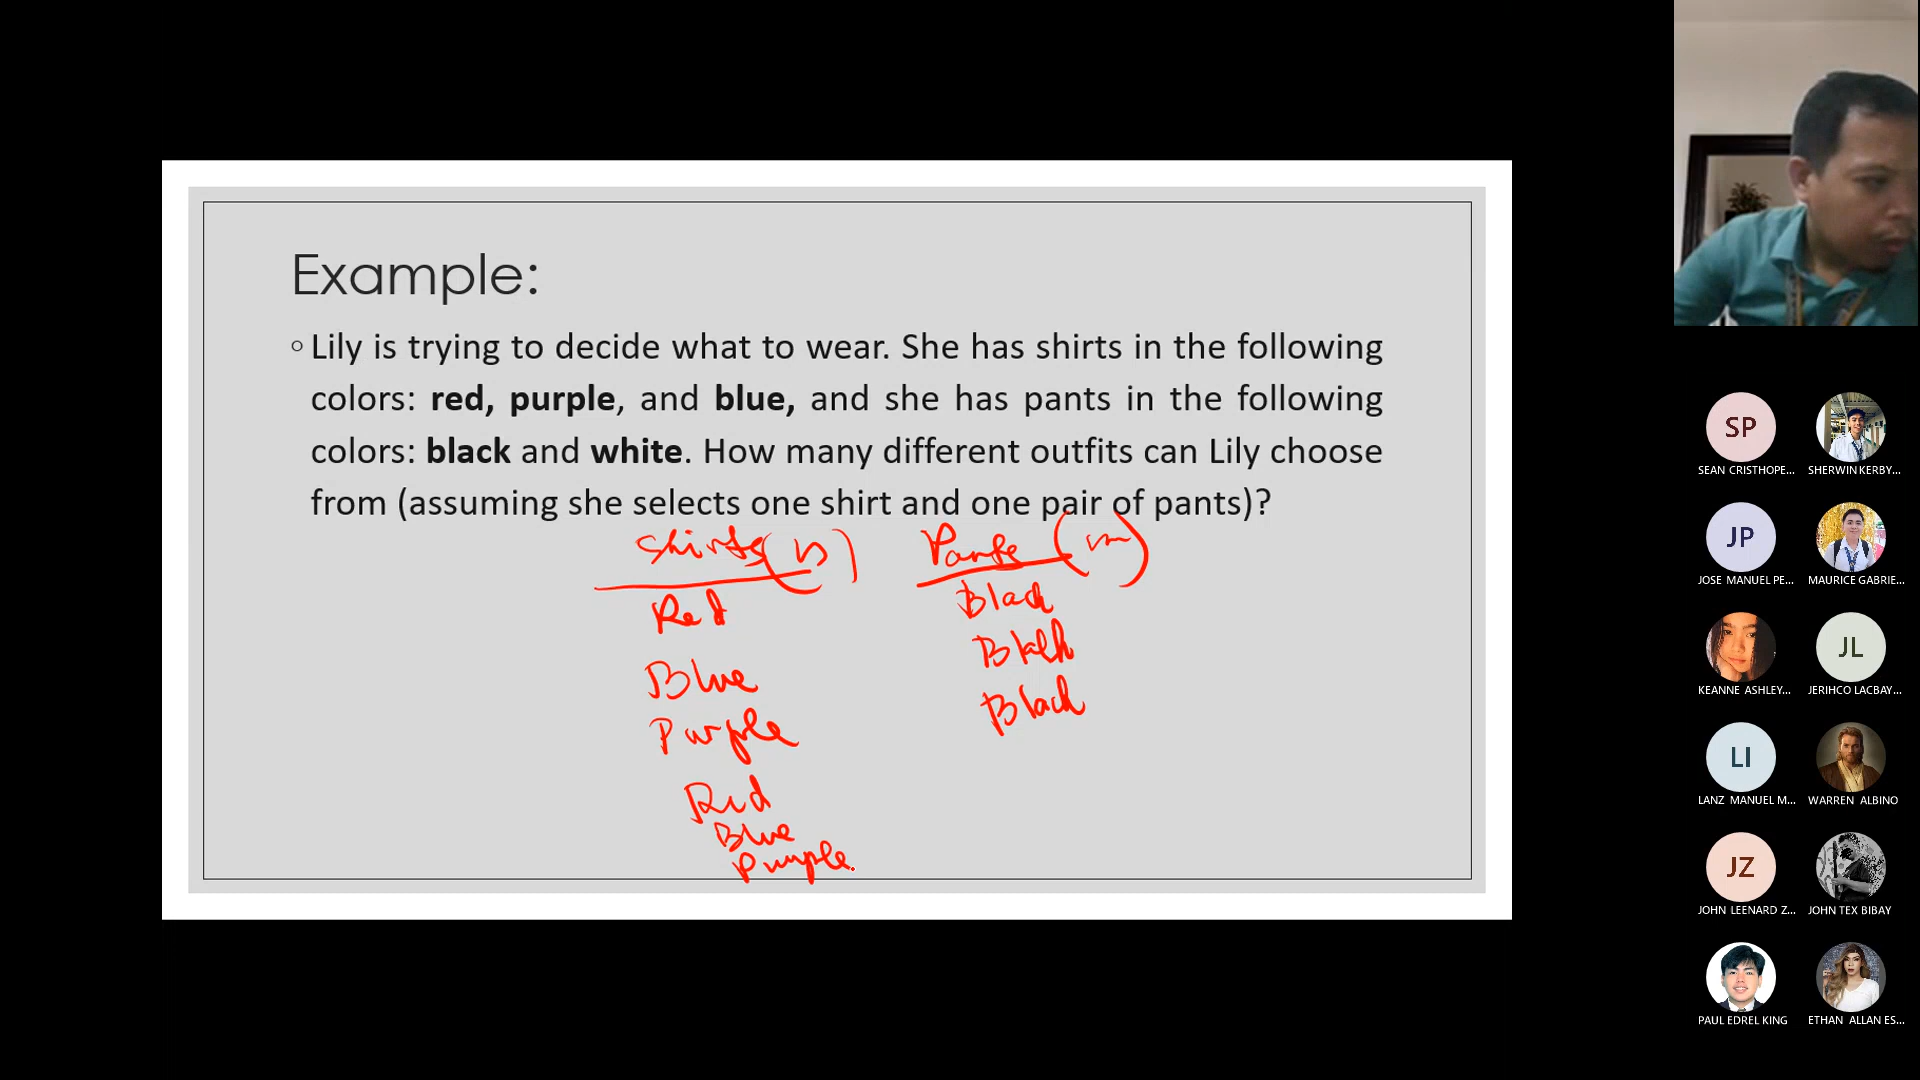 Example:
◦ Lily is trying to decide what to wear. She has shirts in the following
colors: red, purple, and blue, and she has pants in the following
colors: black and white. How many different outfits can Lily choose
from (assuming she selects one shirt and one pair of pants)?
Shirts (n) Pants (m)
Red Black
Blue Black
Purple Black
Red
Blue
Purple
SP
SEAN CRISTHOPE... SHERWIN KERBY...
JP
JOSE MANUEL PE... MAURICE GABRIE...
JL
KEANNE ASHLEY... JERIHCO LACBAY...
LI
LANZ MANUEL M... WARREN ALBINO
JZ
JOHN LEENARD Z... JOHN TEX BIBAY
PAUL EDREL KING ETHAN ALLAN ES...